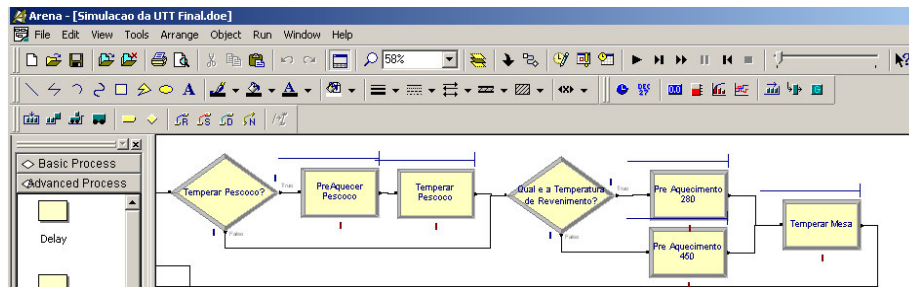 Arena - [Simulacao da UTT Final.doe]
File Edit View Tools Arrange Object Run Window Help
58%
Basic Process
Advanced Process
Delay
Temperar Pescoco?
True
False
PreAquecer
Pescoco
Temperar
Pescoco
Qual e a Temperatura
de Revenimento?
True
False
Pre Aquecimento
280
Pre Aquecimento
450
Temperar Mesa